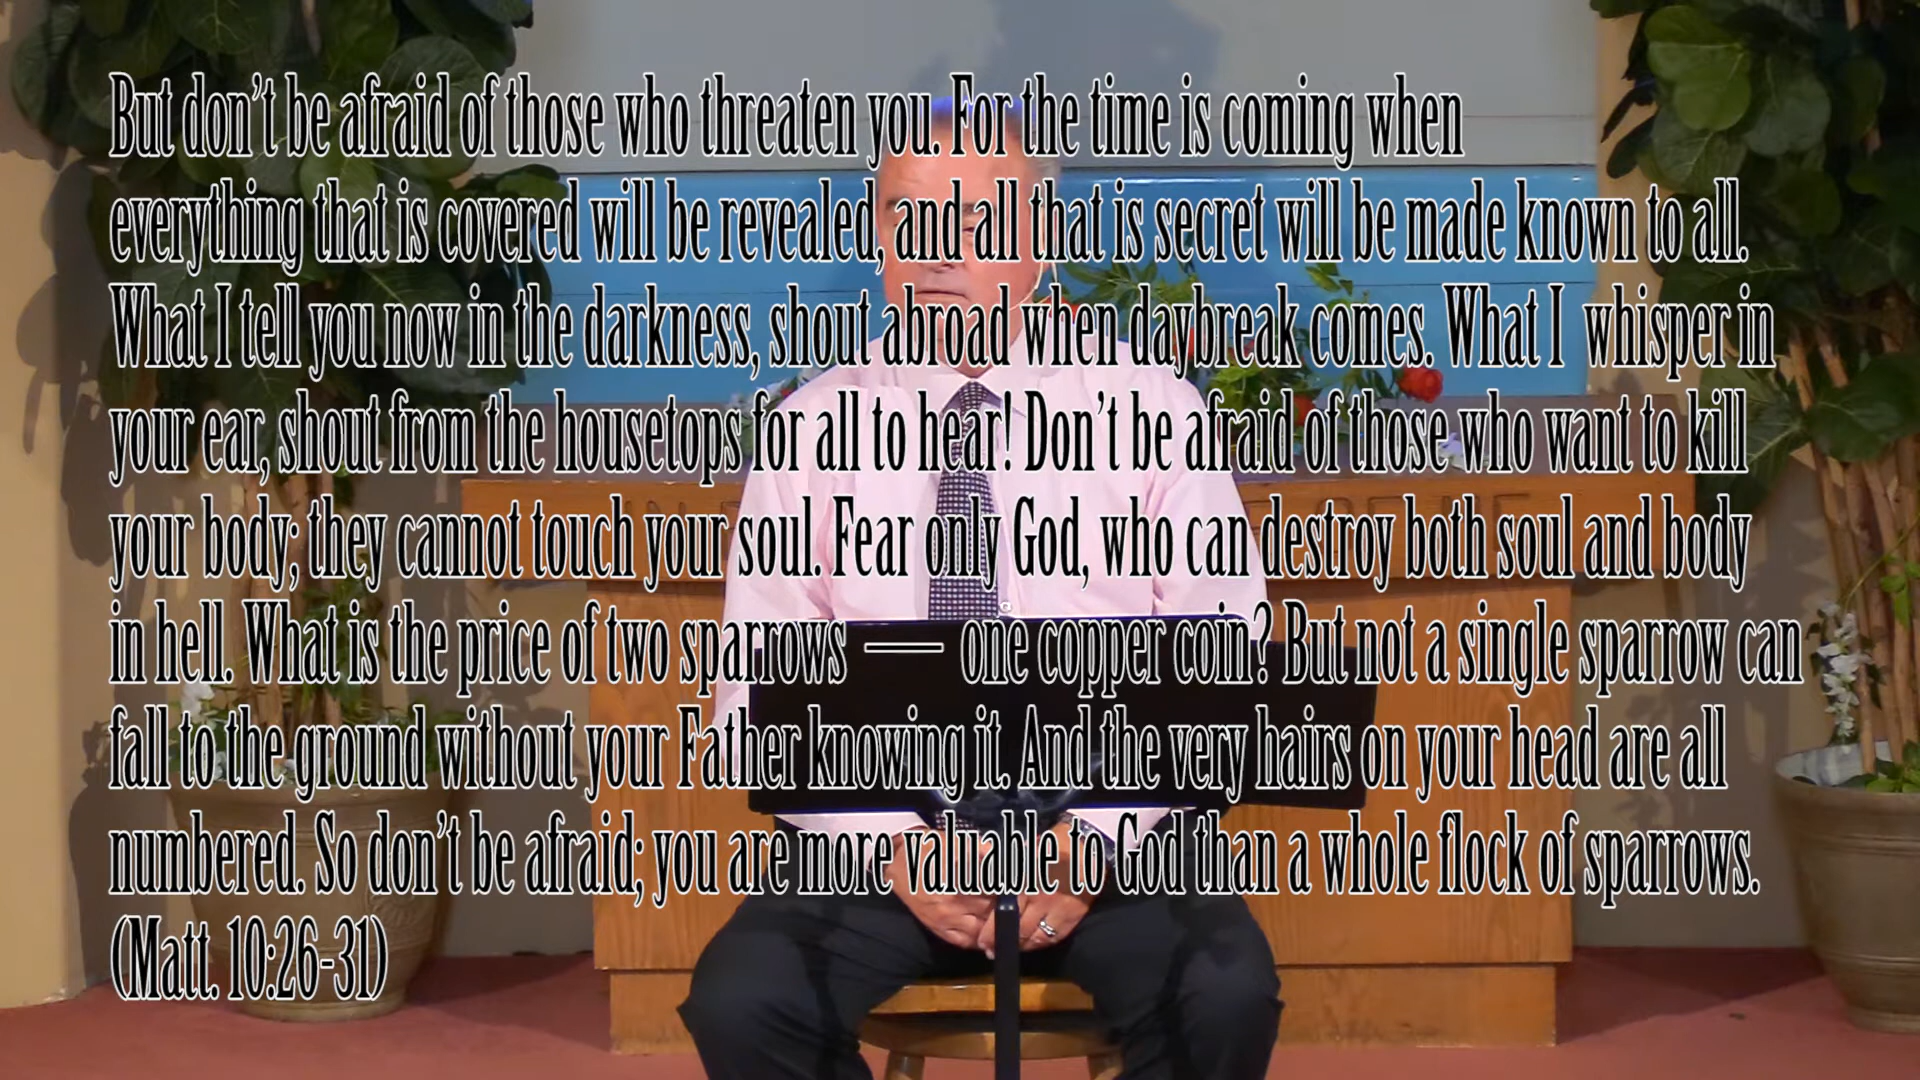 But don't be afraid of those who threaten you. For the time is coming when
everything that is covered will be revealed, and all that is secret will be made known to all.
What I tell you now in the darkness, shout abroad when daybreak comes. What I whisper in
your ear, shout from the housetops for all to hear! Don't be afraid of those who want to kill
your body; they cannot touch your soul. Fear only God, who can destroy both soul and body
in hell. What is the price of two sparrows — one copper coin? But not a single sparrow can
fall to the ground without your Father knowing it. And the very hairs on your head are all
numbered. So don't be afraid; you are more valuable to God than a whole flock of sparrows.
(Matt. 10:26-31)